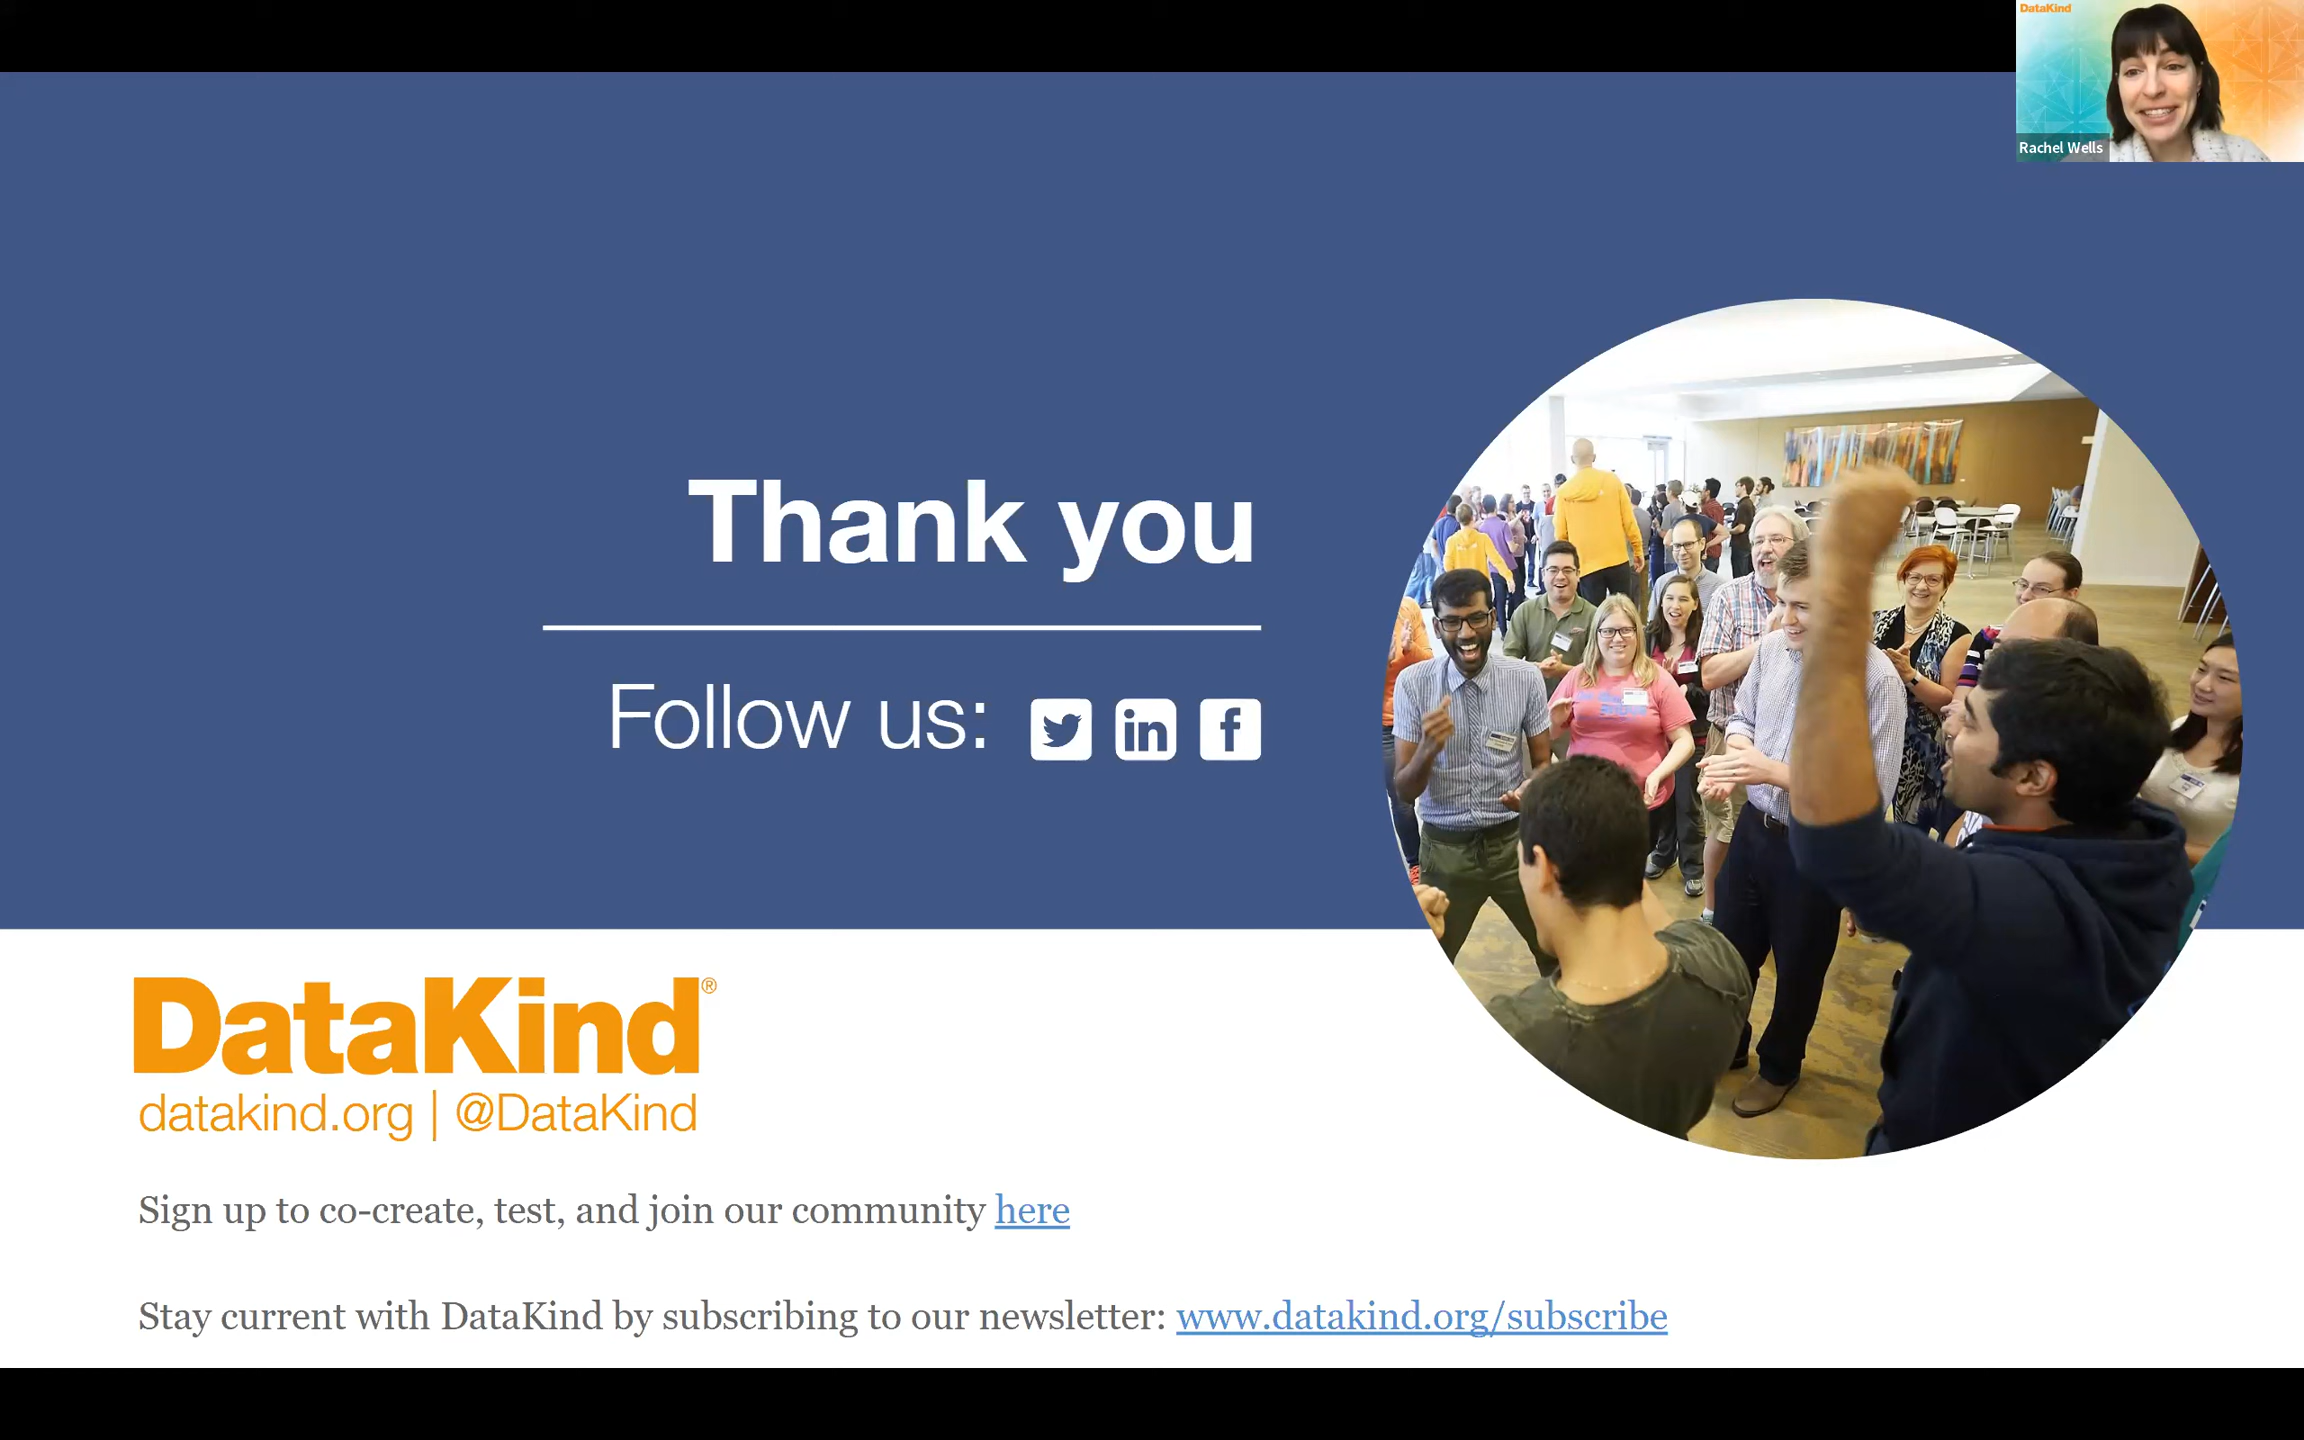 DataKind
Rachel Wells
Thank you
Follow us:
DataKind®
datakind.org | @DataKind
Sign up to co-create, test, and join our community here
Stay current with DataKind by subscribing to our newsletter: www.datakind.org/subscribe